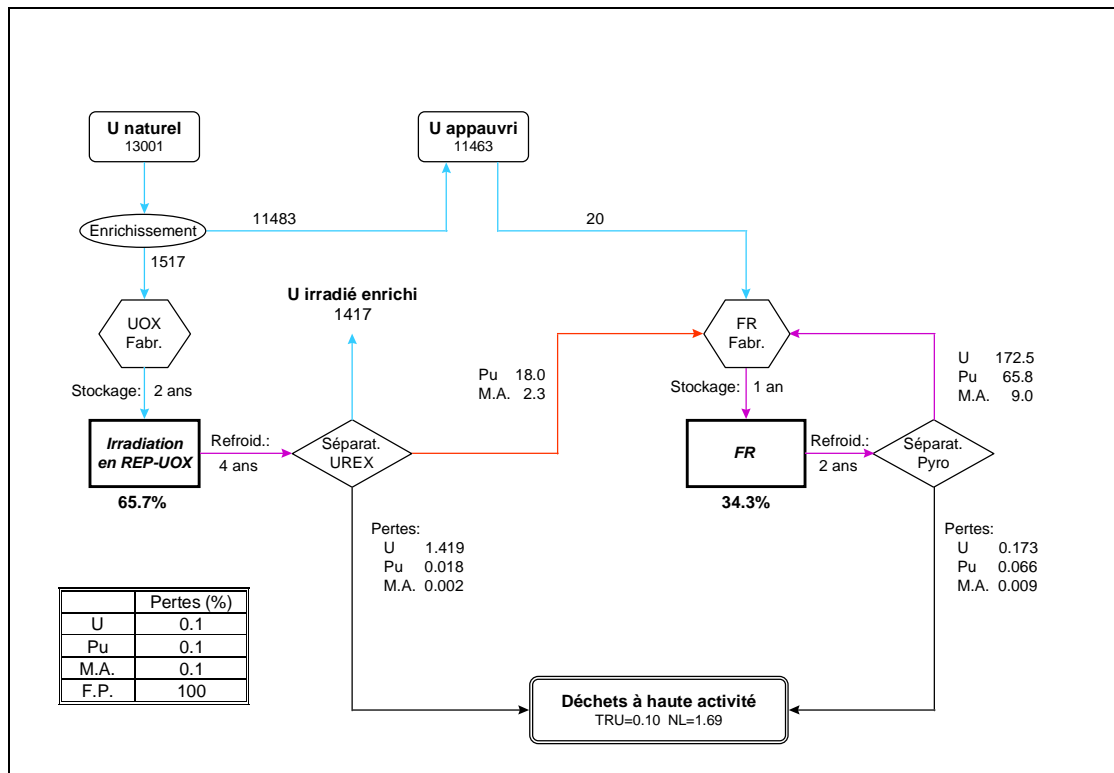 U naturel
13001
U appauvri
11463
11483
20
Enrichissement
1517
U irradié enrichi
1417
UOX
Fabr.
FR
Fabr.
Stockage: 2 ans
Pu 18.0
M.A. 2.3
Stockage: 1 an
U 172.5
Pu 65.8
M.A. 9.0
Irradiation
en REP-UOX
Refroid.:
4 ans
Séparat.
UREX
FR
Refroid.:
2 ans
Séparat.
Pyro
65.7%
34.3%
Pertes:
U 1.419
Pu 0.018
M.A. 0.002
Pertes:
U 0.173
Pu 0.066
M.A. 0.009
Pertes (%)
U 0.1
Pu 0.1
M.A. 0.1
F.P. 100
Déchets à haute activité
TRU=0.10 NL=1.69